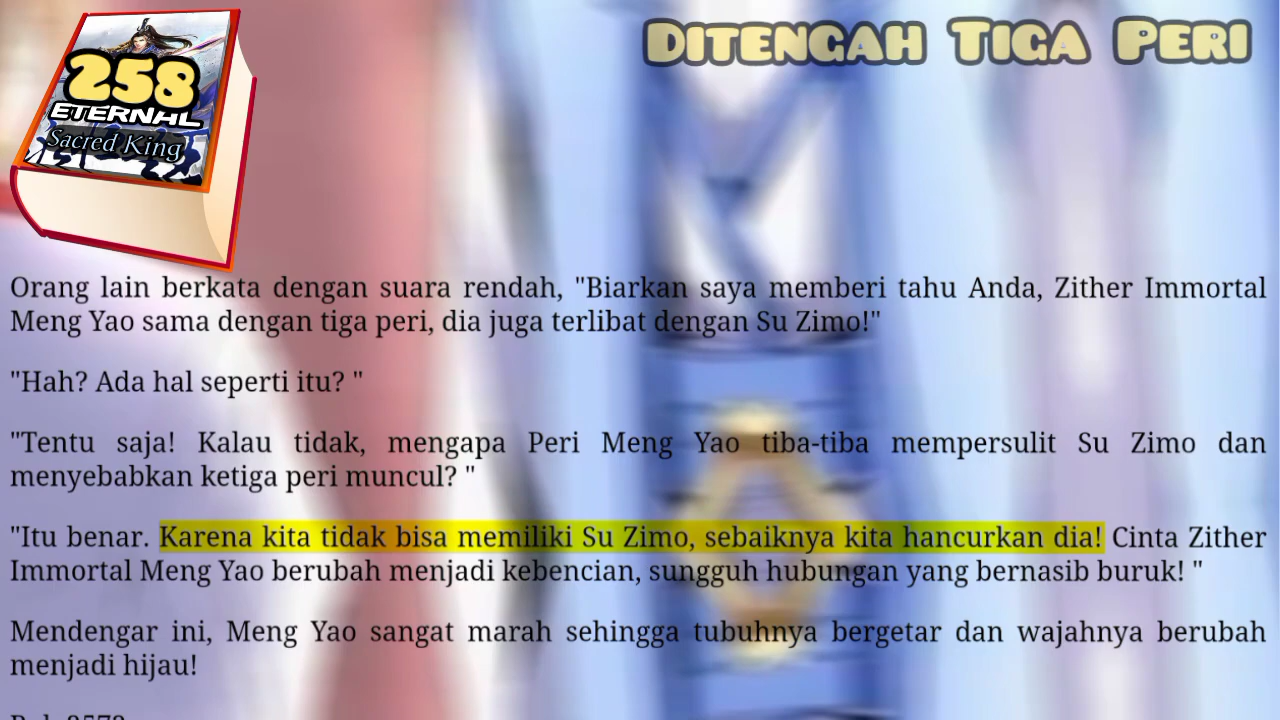 DITENGAH TIGA PERI
258
ETERNAL
Sacred King
Orang lain berkata dengan suara rendah, "Biarkan saya memberi tahu Anda, Zither Immortal
Meng Yao sama dengan tiga peri, dia juga terlibat dengan Su Zimo!"
"Hah? Ada hal seperti itu? "
"Tentu saja! Kalau tidak, mengapa Peri Meng Yao tiba-tiba mempersulit Su Zimo dan
menyebabkan ketiga peri muncul? "
"Itu benar. Karena kita tidak bisa memiliki Su Zimo, sebaiknya kita hancurkan dia! Cinta Zither
Immortal Meng Yao berubah menjadi kebencian, sungguh hubungan yang bernasib buruk! "
Mendengar ini, Meng Yao sangat marah sehingga tubuhnya bergetar dan wajahnya berubah
menjadi hijau!